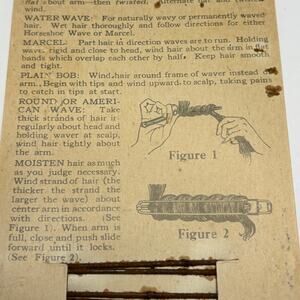 flat about arm—then twisted, alternate flat and twisted,
wind.
WATER WAVE: For naturally wavy or permanently waved
hair. Wet hair thoroughly and follow directions for either
Horseshoe Wave or Marcel.
MARCEL: Part hair in direction waves are to run. Holding
waver, rigid and close to head, wind hair about the arm in flat
bands which overlap each other by half. Keep hair smooth
and tight.
PLAIN BOB: Wind hair around frame of waver instead of
arm. Begin with tips and wind upward to scalp, taking pains
to catch in tips at start.
ROUND OR AMERI-
CAN WAVE: Take
thick strands of hair ir-
regularly about head and
holding waver at scalp,
wind hair tightly about
the arm.
MOISTEN hair as much
as you judge necessary.
Wind strand of hair (the
thicker the strand the
larger the wave) about
center arm in accordance
with directions. (See
Figure 1). When arm is
full, close and push slide
forward until it locks.
(See Figure 2).
Figure 1
Figure 2